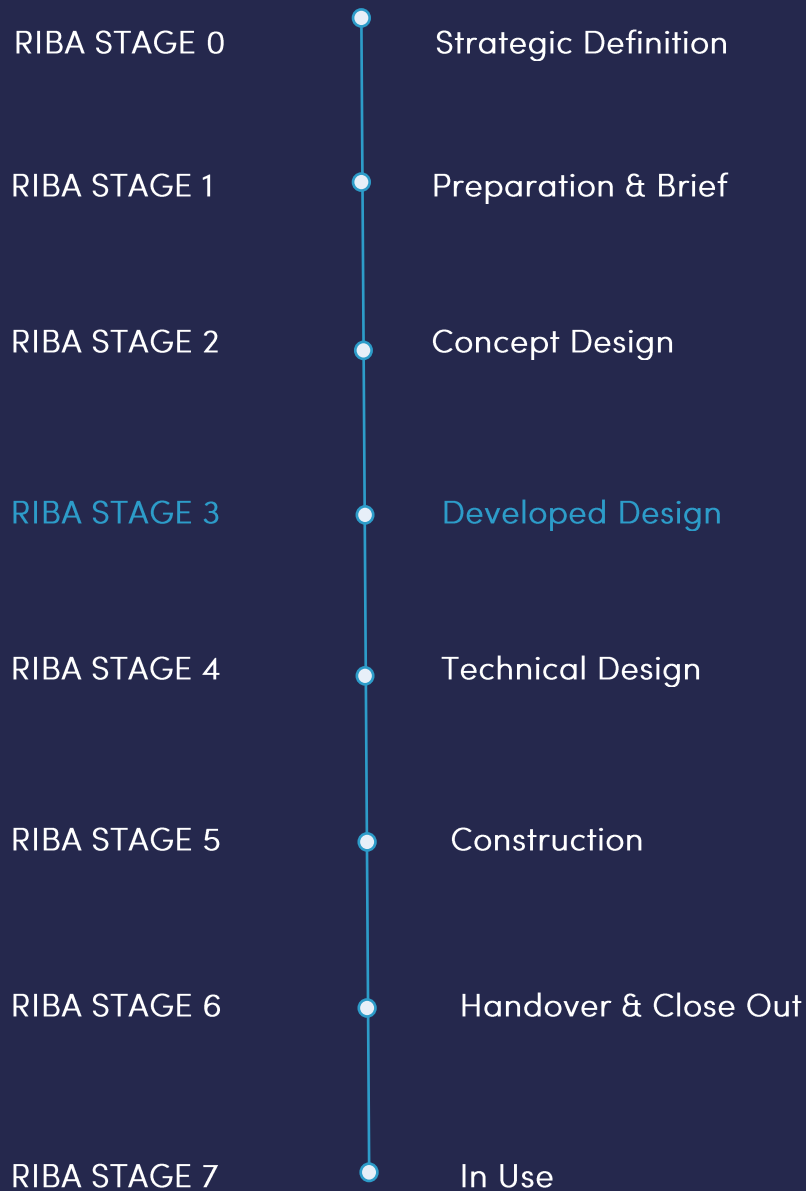 RIBA STAGE 0 Strategic Definition
RIBA STAGE 1 Preparation & Brief
RIBA STAGE 2 Concept Design
RIBA STAGE 3 Developed Design
RIBA STAGE 4 Technical Design
RIBA STAGE 5 Construction
RIBA STAGE 6 Handover & Close Out
RIBA STAGE 7 In Use